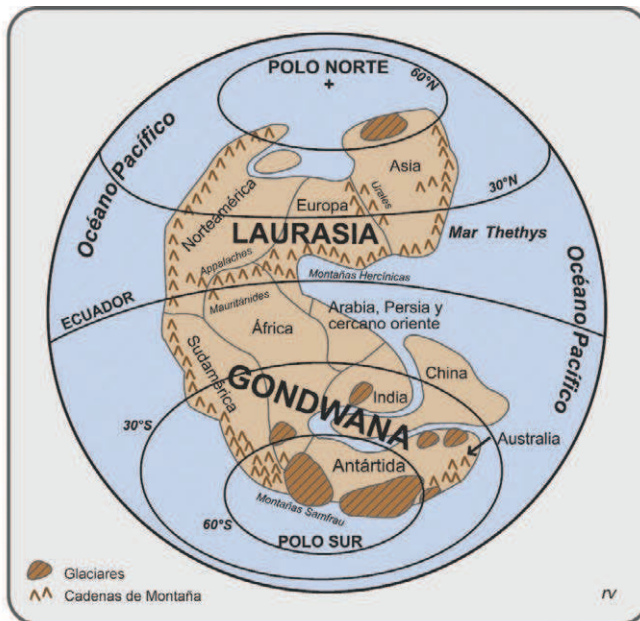 POLO NORTE
+
60°N
Océano Pacífico
Asia
30°N
Norteamérica
Europa
Urales
LAURASIA
Mar Thethys
Appalaches
Montañas Hercínicas
Océano Pacífico
ECUADOR
Mauritánides
Arabia, Persia y
cercano oriente
África
Sudamérica
China
GONDWANA
India
30°S
Australia
Antártida
Montañas Samfrau
60°S
POLO SUR
Glaciares
Cadenas de Montaña
rv